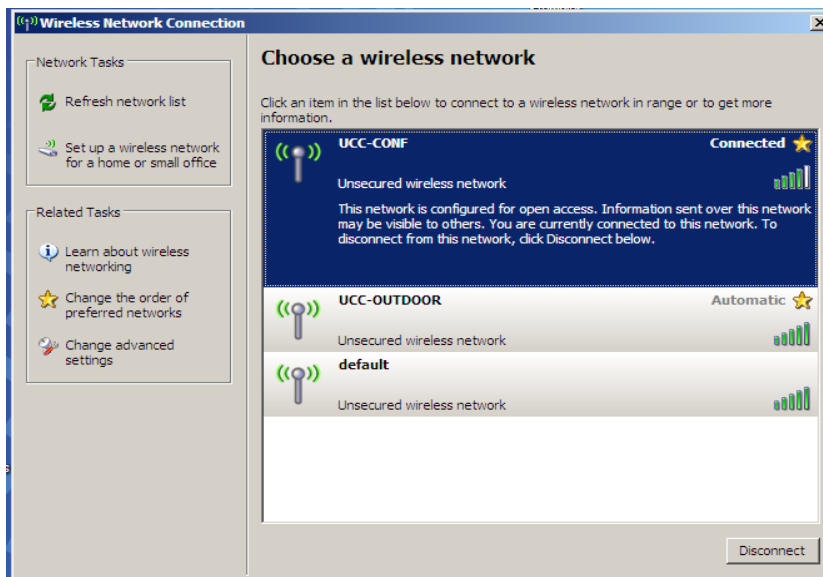 Wireless Network Connection
Network Tasks
Refresh network list
Set up a wireless network
for a home or small office
Related Tasks
Learn about wireless
networking
Change the order of
preferred networks
Change advanced
settings
Choose a wireless network
Click an item in the list below to connect to a wireless network in range or to get more
information.
UCC-CONF
Connected
Unsecured wireless network
This network is configured for open access. Information sent over this network
may be visible to others. You are currently connected to this network. To
disconnect from this network, click Disconnect below.
UCC-OUTDOOR
Automatic
Unsecured wireless network
default
Unsecured wireless network
Disconnect